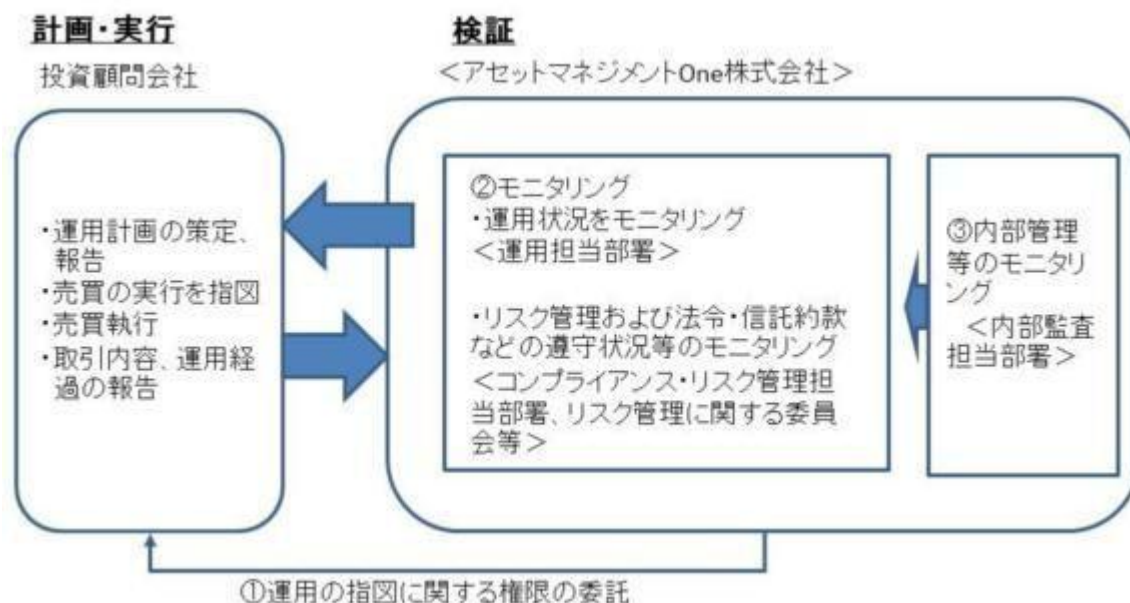 計画・実行
投資顧問会社
・運用計画の策定、
報告
・売買の実行を指図
・売買執行
・取引内容、運用経
過の報告
検証
＜アセットマネジメントOne株式会社＞
②モニタリング
・運用状況をモニタリング
＜運用担当部署＞
・リスク管理および法令・信託約款
などの遵守状況等のモニタリング
＜コンプライアンス・リスク管理担
当部署、リスク管理に関する委員
会等＞
③内部管理
等のモニタリ
ング
＜内部監査
担当部署＞
①運用の指図に関する権限の委託